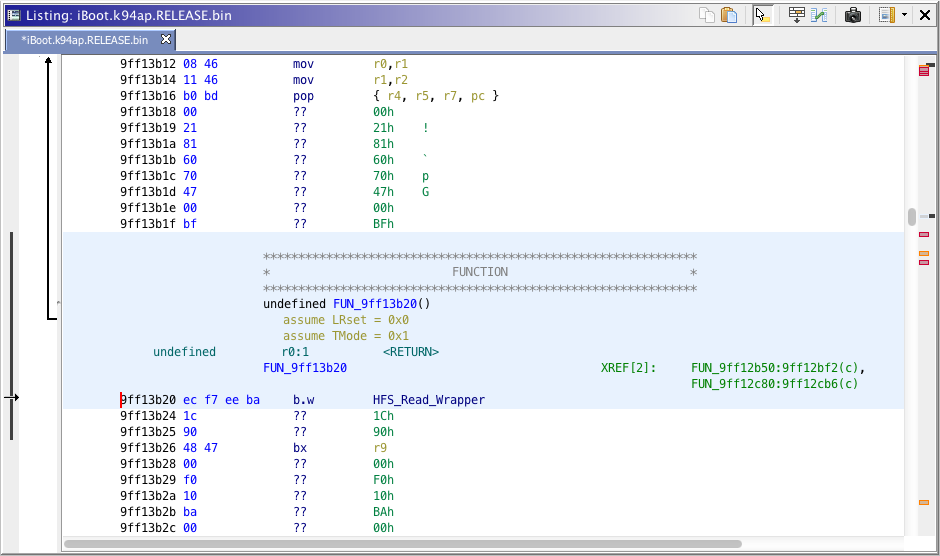 Listing: iBoot.k94ap.RELEASE.bin
*iBoot.k94ap.RELEASE.bin
9ff13b12 08 46 mov r0,r1
9ff13b14 11 46 mov r1,r2
9ff13b16 b0 bd pop { r4, r5, r7, pc }
9ff13b18 00 ?? 00h
9ff13b19 21 ?? 21h !
9ff13b1a 81 ?? 81h
9ff13b1b 60 ?? 60h `
9ff13b1c 70 ?? 70h p
9ff13b1d 47 ?? 47h G
9ff13b1e 00 ?? 00h
9ff13b1f bf ?? BFh
**************************************************************
* FUNCTION *
**************************************************************
undefined FUN_9ff13b20()
assume LRset = 0x0
assume TMode = 0x1
undefined r0:1 <RETURN>
FUN_9ff13b20 XREF[2]: FUN_9ff12b50:9ff12bf2(c),
FUN_9ff12c80:9ff12cb6(c)
9ff13b20 ec f7 ee ba b.w HFS_Read_Wrapper
9ff13b24 1c ?? 1Ch
9ff13b25 90 ?? 90h
9ff13b26 48 47 bx r9
9ff13b28 00 ?? 00h
9ff13b29 f0 ?? F0h
9ff13b2a 10 ?? 10h
9ff13b2b ba ?? BAh
9ff13b2c 00 ?? 00h